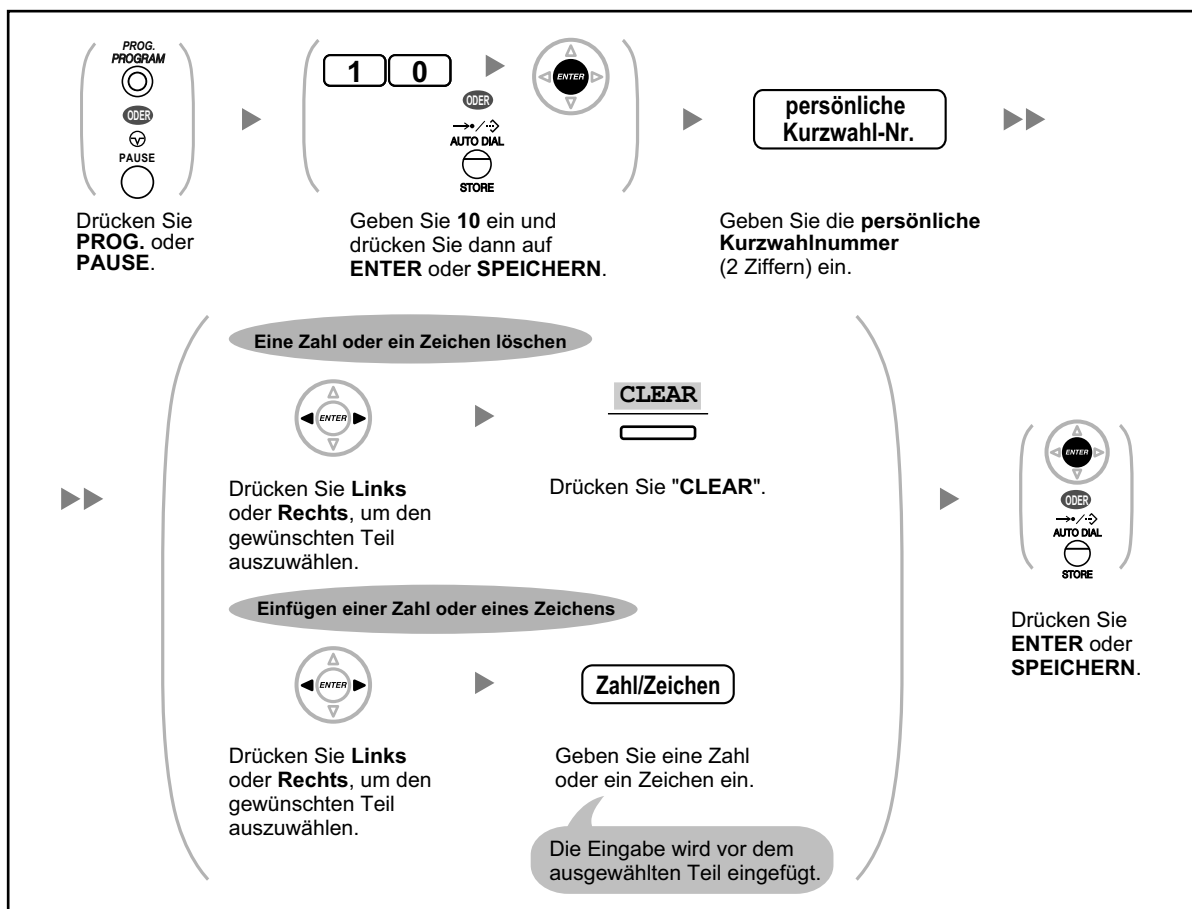 PROG.
PROGRAM
ODER
PAUSE
Drücken Sie
PROG. oder
PAUSE.
1 0
ENTER
ODER
AUTO DIAL
STORE
Geben Sie 10 ein und
drücken Sie dann auf
ENTER oder SPEICHERN.
persönliche
Kurzwahl-Nr.
Geben Sie die persönliche
Kurzwahlnummer
(2 Ziffern) ein.
Eine Zahl oder ein Zeichen löschen
ENTER
Drücken Sie Links
oder Rechts, um den
gewünschten Teil
auszuwählen.
CLEAR
Drücken Sie "CLEAR".
Einfügen einer Zahl oder eines Zeichens
ENTER
Drücken Sie Links
oder Rechts, um den
gewünschten Teil
auszuwählen.
Zahl/Zeichen
Geben Sie eine Zahl
oder ein Zeichen ein.
Die Eingabe wird vor dem
ausgewählten Teil eingefügt.
ENTER
ODER
AUTO DIAL
STORE
Drücken Sie
ENTER oder
SPEICHERN.